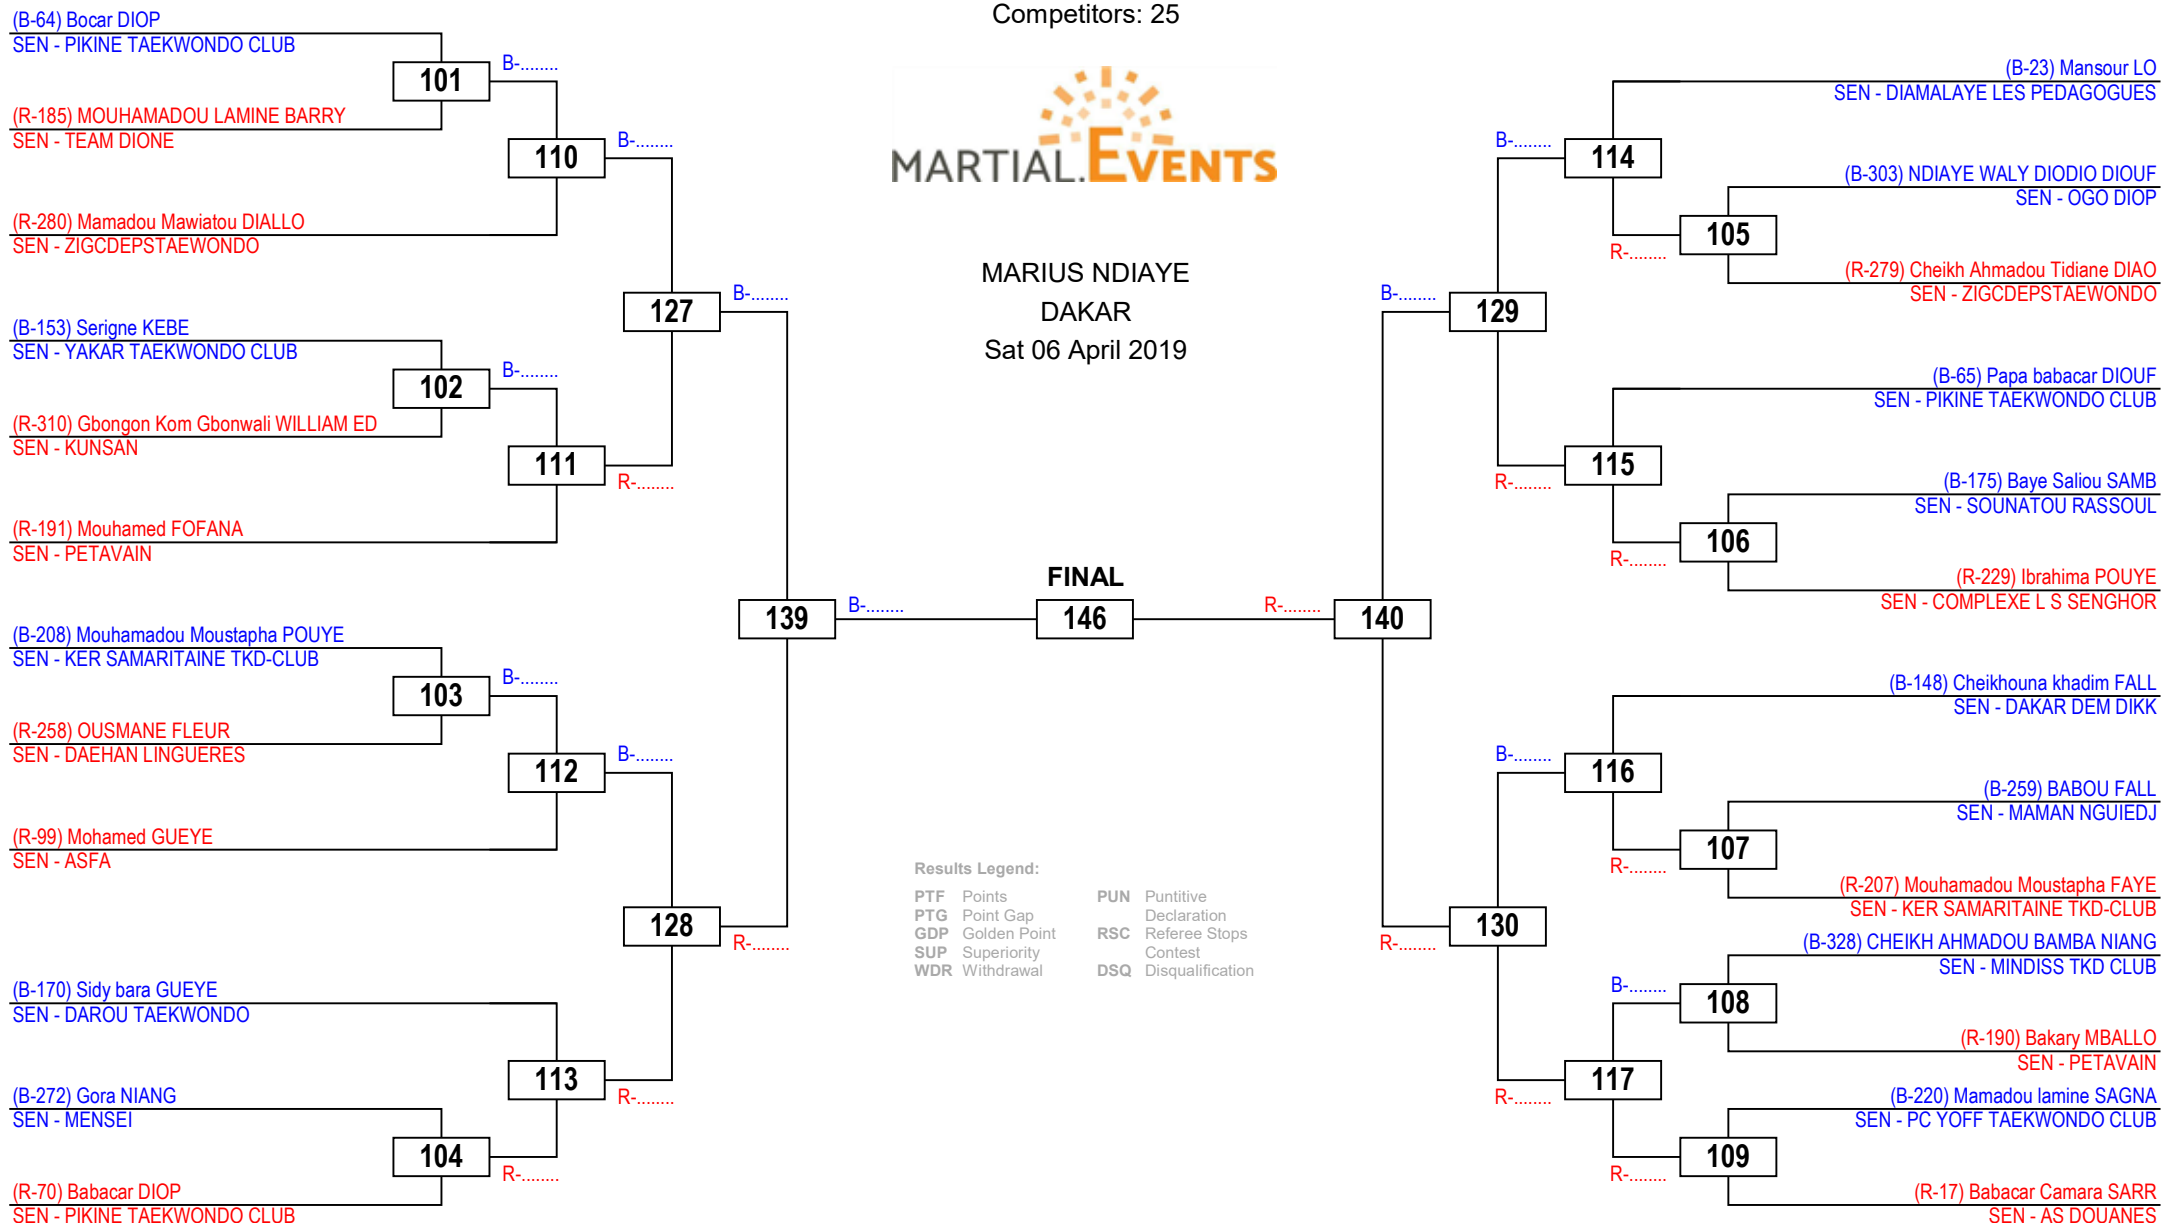 Competitors: 25
MARTIAL.EVENTS
MARIUS NDIAYE
DAKAR
Sat 06 April 2019
(B-64) Bocar DIOP
SEN - PIKINE TAEKWONDO CLUB
101
B-........
(R-185) MOUHAMADOU LAMINE BARRY
SEN - TEAM DIONE
110
B-........
(R-280) Mamadou Mawiatou DIALLO
SEN - ZIGCDEPSTAEWONDO
127
B-........
(B-153) Serigne KEBE
SEN - YAKAR TAEKWONDO CLUB
102
B-........
(R-310) Gbongon Kom Gbonwali WILLIAM ED
SEN - KUNSAN
111
R-........
(R-191) Mouhamed FOFANA
SEN - PETAVAIN
139
B-........
(B-208) Mouhamadou Moustapha POUYE
SEN - KER SAMARITAINE TKD-CLUB
103
B-........
(R-258) OUSMANE FLEUR
SEN - DAEHAN LINGUERES
112
B-........
(R-99) Mohamed GUEYE
SEN - ASFA
128
R-........
(B-170) Sidy bara GUEYE
SEN - DAROU TAEKWONDO
113
R-........
(B-272) Gora NIANG
SEN - MENSEI
104
R-........
(R-70) Babacar DIOP
SEN - PIKINE TAEKWONDO CLUB
FINAL
146
Results Legend:
PTF Points
PTG Point Gap
GDP Golden Point
SUP Superiority
WDR Withdrawal
PUN Puntitive
Declaration
RSC Referee Stops
Contest
DSQ Disqualification
(B-23) Mansour LO
SEN - DIAMALAYE LES PEDAGOGUES
B-........
114
(B-303) NDIAYE WALY DIODIO DIOUF
SEN - OGO DIOP
R-........
105
(R-279) Cheikh Ahmadou Tidiane DIAO
SEN - ZIGCDEPSTAEWONDO
B-........
129
(B-65) Papa babacar DIOUF
SEN - PIKINE TAEKWONDO CLUB
R-........
115
(B-175) Baye Saliou SAMB
SEN - SOUNATOU RASSOUL
R-........
106
(R-229) Ibrahima POUYE
SEN - COMPLEXE L S SENGHOR
R-........
140
(B-148) Cheikhouna khadim FALL
SEN - DAKAR DEM DIKK
B-........
116
(B-259) BABOU FALL
SEN - MAMAN NGUIEDJ
R-........
107
(R-207) Mouhamadou Moustapha FAYE
SEN - KER SAMARITAINE TKD-CLUB
R-........
130
(B-328) CHEIKH AHMADOU BAMBA NIANG
SEN - MINDISS TKD CLUB
B-........
108
(R-190) Bakary MBALLO
SEN - PETAVAIN
R-........
117
(B-220) Mamadou lamine SAGNA
SEN - PC YOFF TAEKWONDO CLUB
R-........
109
(R-17) Babacar Camara SARR
SEN - AS DOUANES